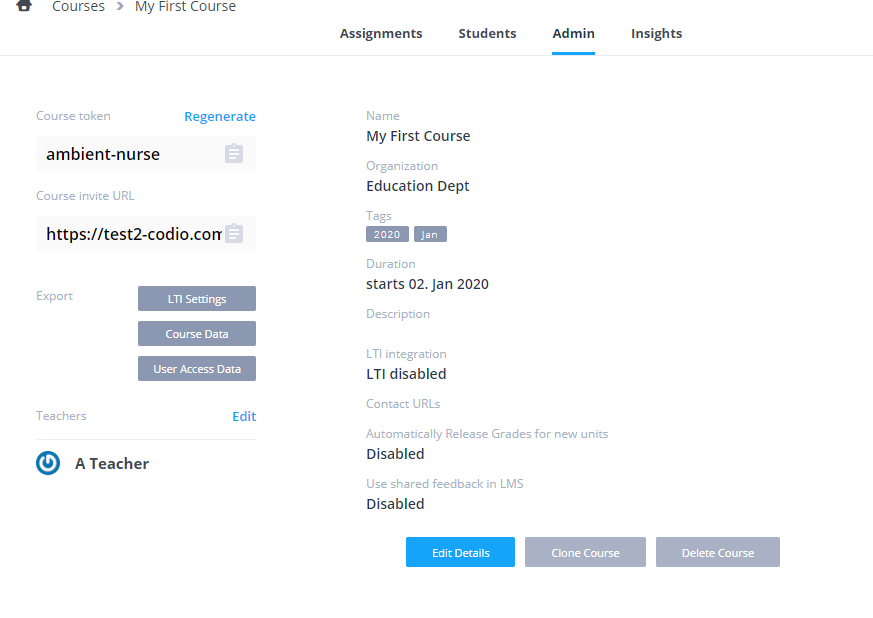 Courses > My First Course
Assignments Students Admin Insights
Course token Regenerate
ambient-nurse
Course invite URL
https://test2-codio.com
Export
LTI Settings
Course Data
User Access Data
Teachers Edit
A Teacher
Name
My First Course
Organization
Education Dept
Tags
2020 Jan
Duration
starts 02. Jan 2020
Description
LTI integration
LTI disabled
Contact URLs
Automatically Release Grades for new units
Disabled
Use shared feedback in LMS
Disabled
Edit Details Clone Course Delete Course